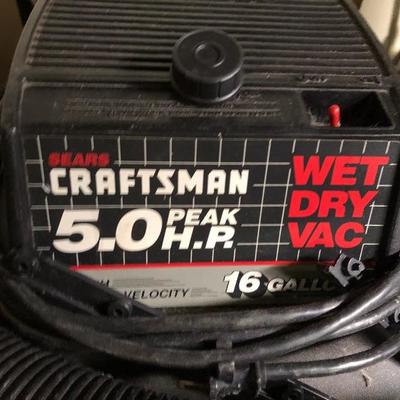 SEARS
CRAFTSMAN
5.0 PEAK H.P.
WET
DRY
VAC
16 GALLO
VELOCITY